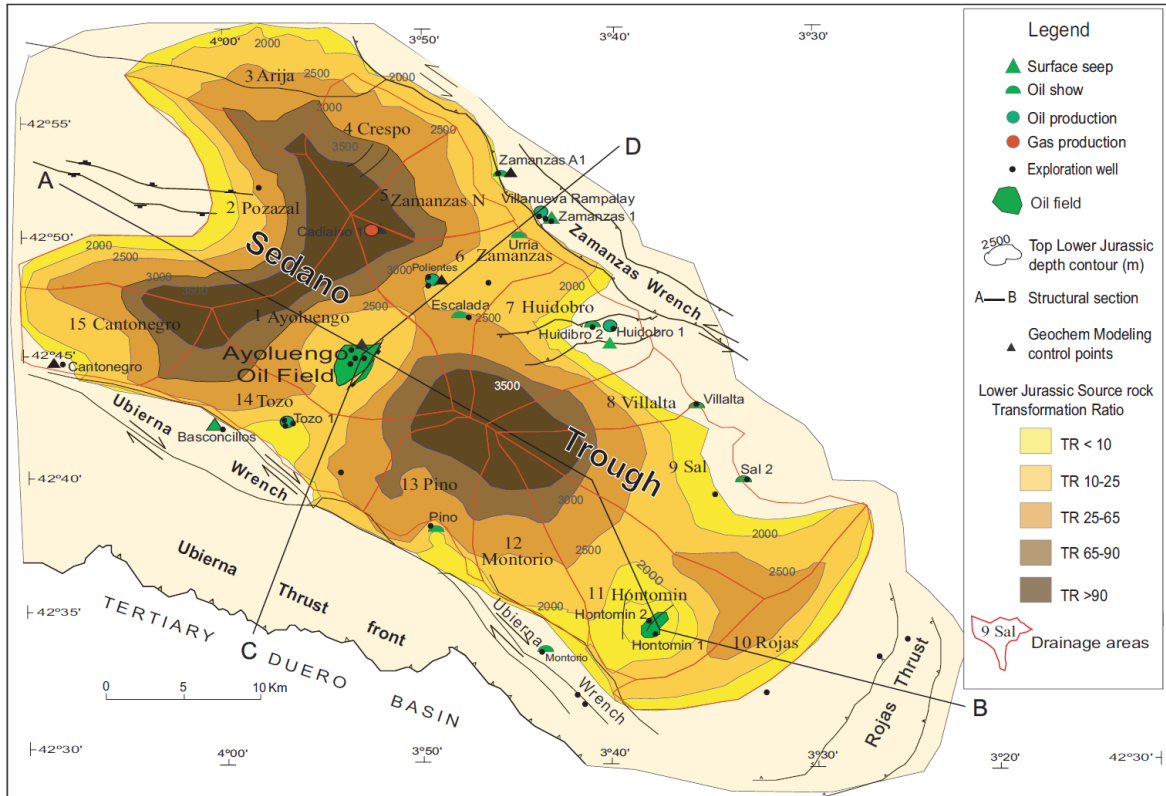 4°00'
3°50
3°40
3°30
2000
2500
2000
3 Arija
3000
2500
4 Crespo
3500
42°55'
Zamanzas A1
D
A
Villanueva Rampalay
5 Zamanzas N
Zamanzas 1
2 Pozazal
Cadialso 1
42°50'
Urria
2000
2500
Sedano
6 Zamanzas
Zamanzas Wrench
3000
Polientes
3000
3500
2000
2500
7 Huidobro
Escalada
2500
1 Ayoluengo
15 Cantonegro
Huidibro 2
Huidobro 1
42°45'
Ayoluengo
Oil Field
Cantonegro
3500
8 Villalta
Villalta
14 Tozo
Tozo 1
Ubierna
Wrench
Basconcillos
Trough
9 Sal
Sal 2
42°40'
13 Pino
3000
Pino
2000
12
Montorio
2500
2500
Ubierna
Thrust
front
2000
11 Hontomin
2000
42°35'
Hontomin 2
Hontomin 1
10 Rojas
TERTIARY
DUERO
BASIN
Ubierna
Wrench
Montorio
C
B
Rojas Thrust
0
5
10 Km
42°30'
4°00'
3°50
3°40
3°30
3°20
42°30'
Legend
Surface seep
Oil show
Oil production
Gas production
Exploration well
Oil field
2500
Top Lower Jurassic
depth contour (m)
A B Structural section
Geochem Modeling
control points
Lower Jurassic Source rock
Transformation Ratio
TR < 10
TR 10-25
TR 25-65
TR 65-90
TR >90
9 Sal
Drainage areas